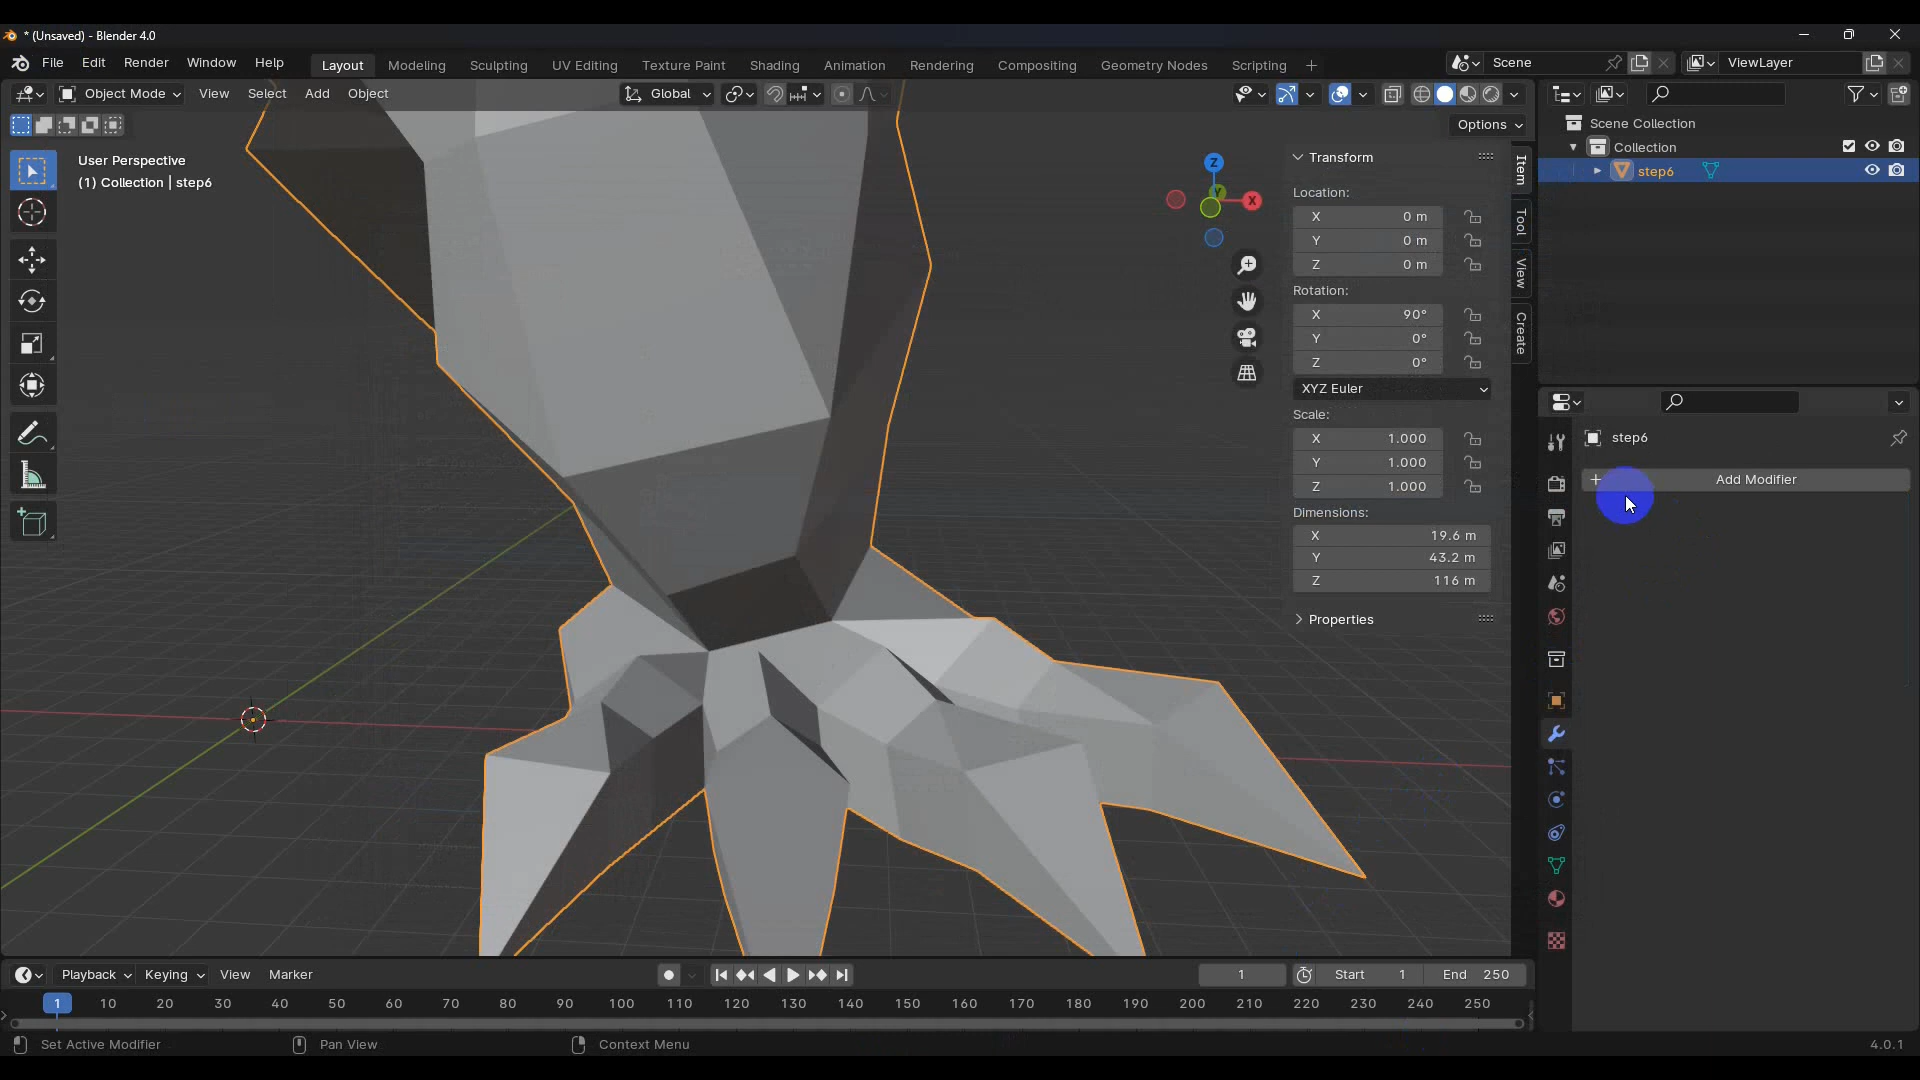 * (Unsaved) - Blender 4.0
File Edit Render Window Help Layout Modeling Sculpting UV Editing Texture Paint Shading Animation Rendering Compositing Geometry Nodes Scripting + Scene ViewLayer
Object Mode View Select Add Object Global
Options
User Perspective
(1) Collection | step6
Z
Y
X
Transform
Location:
X 0 m
Y 0 m
Z 0 m
Rotation:
X 90°
Y 0°
Z 0°
XYZ Euler
Scale:
X 1.000
Y 1.000
Z 1.000
Dimensions:
X 19.6 m
Y 43.2 m
Z 116 m
Properties
Item
Tool
View
Create
Scene Collection
Collection
step6
step6
+ Add Modifier
Playback Keying View Marker 1 Start 1 End 250
1 10 20 30 40 50 60 70 80 90 100 110 120 130 140 150 160 170 180 190 200 210 220 230 240 250
Set Active Modifier Pan View Context Menu 4.0.1